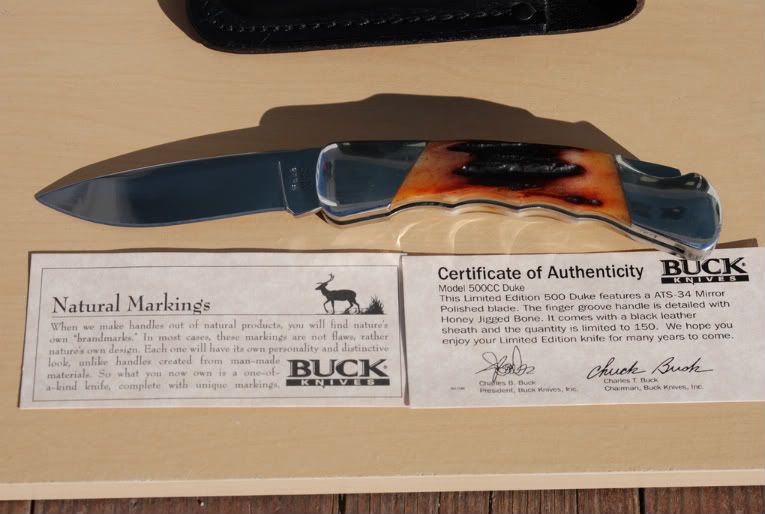 Natural Markings
When we make handles out of natural products, you will find nature's
own "brandmarks." In most cases, these markings are not flaws, rather
nature's own design. Each one will have its own personality and distinctive
look, unlike handles created from man-made
materials. So what you now own is a one-of-
a-kind knife, complete with unique markings.
BUCK
KNIVES
Certificate of Authenticity
BUCK
KNIVES
Model 500CC Duke
This Limited Edition 500 Duke features a ATS-34 Mirror
Polished blade. The finger groove handle is detailed with
Honey Jigged Bone. It comes with a black leather
sheath and the quantity is limited to 150. We hope you
enjoy your Limited Edition knife for many years to come.
Chuck Buck
Charles B. Buck
President, Buck Knives, Inc.
Charles T. Buck
Chairman, Buck Knives, Inc.